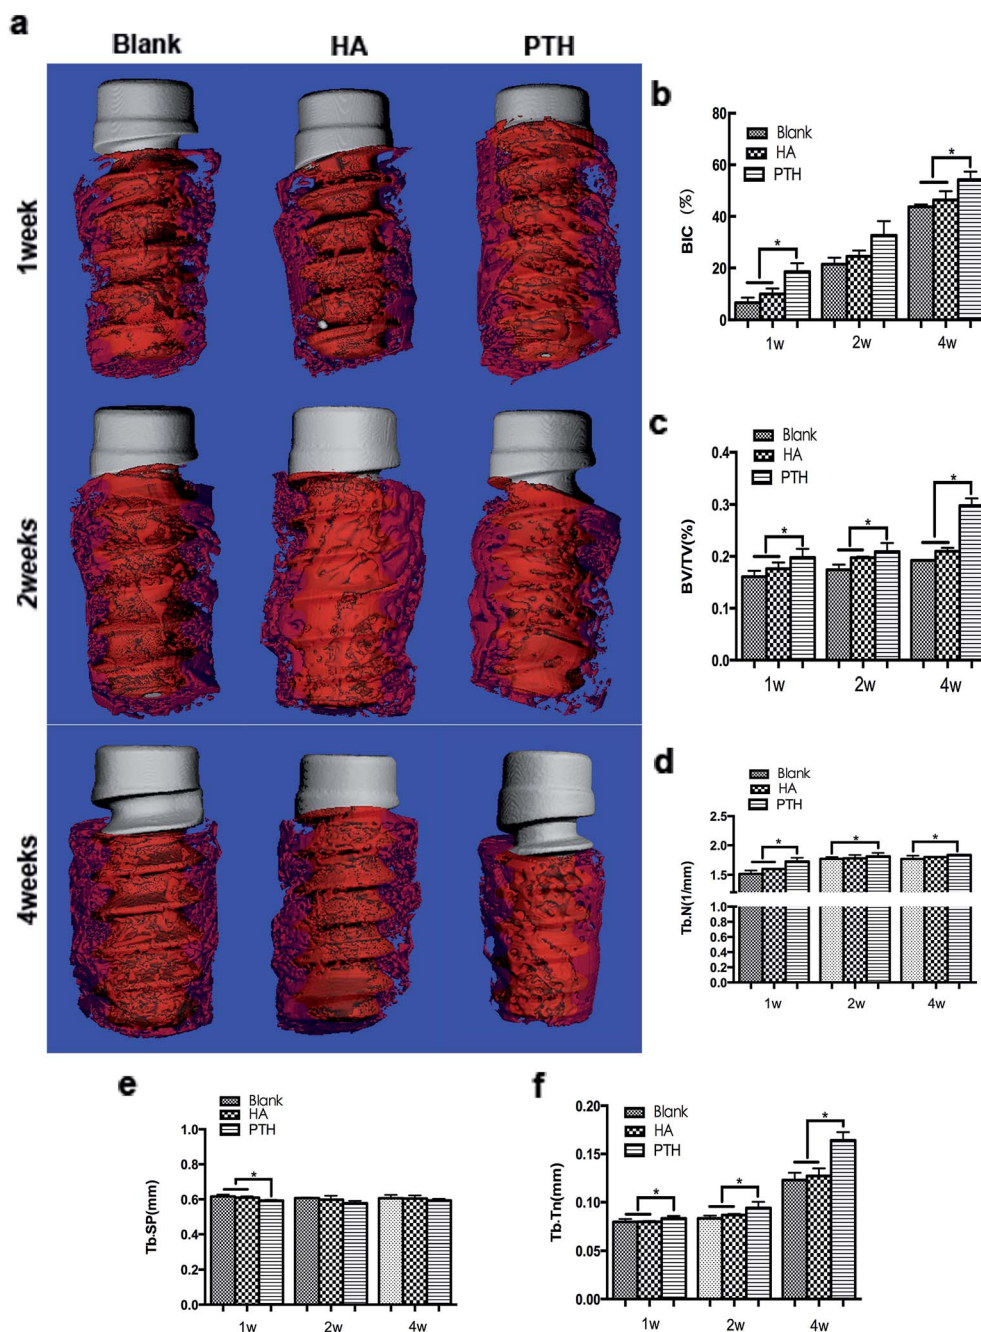 a
Blank HA PTH
1week
2weeks
4weeks
b
Blank
HA
PTH
BIC (%)
80
60
40
20
0
*
*
1w 2w 4w
c
Blank
HA
PTH
BV/TV(%)
0.4
0.3
0.2
0.1
0.0
*
*
*
1w 2w 4w
d
Blank
HA
PTH
Tb.N(1/mm)
2.5
2.0
1.5
1.0
0.8
0.6
0.4
0.2
0.0
*
*
*
1w 2w 4w
e
Blank
HA
PTH
Tb.SP(mm)
1.0
0.8
0.6
0.4
0.2
0.0
*
1w 2w 4w
f
Blank
HA
PTH
Tb.Tn(mm)
0.20
0.15
0.10
0.05
0.00
*
*
*
1w 2w 4w